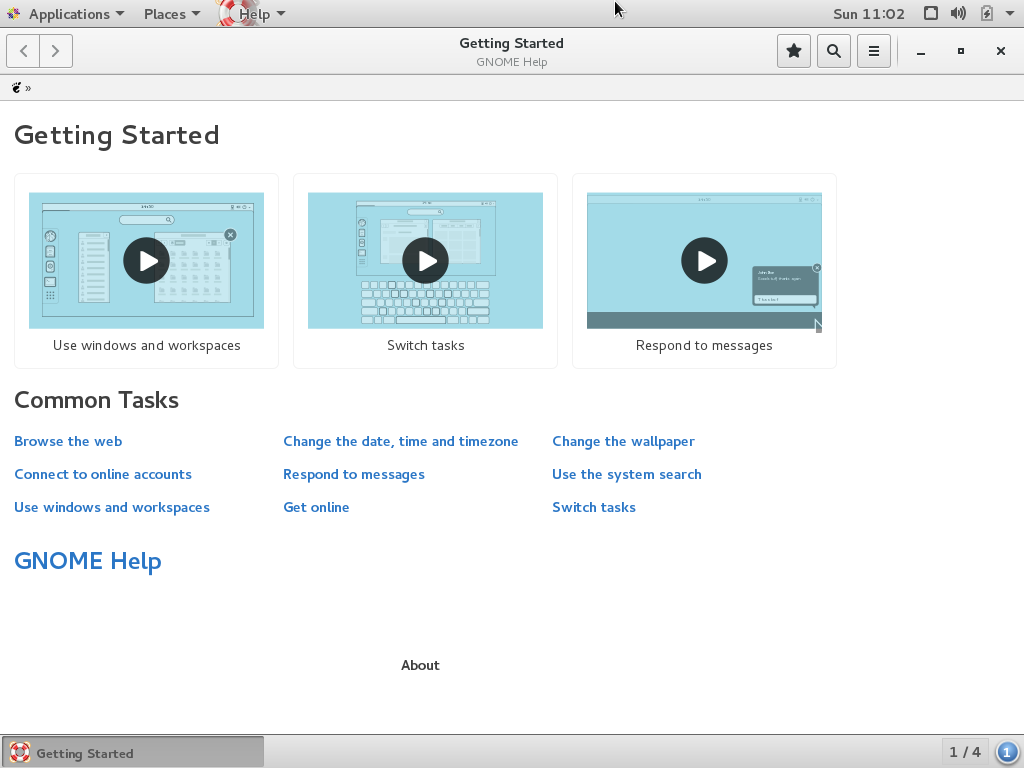 Applications Places Help Sun 11:02
Getting Started
GNOME Help
»
Getting Started
Use windows and workspaces Switch tasks Respond to messages
Common Tasks
Browse the web Change the date, time and timezone Change the wallpaper
Connect to online accounts Respond to messages Use the system search
Use windows and workspaces Get online Switch tasks
GNOME Help
About
Getting Started 1 / 4 1